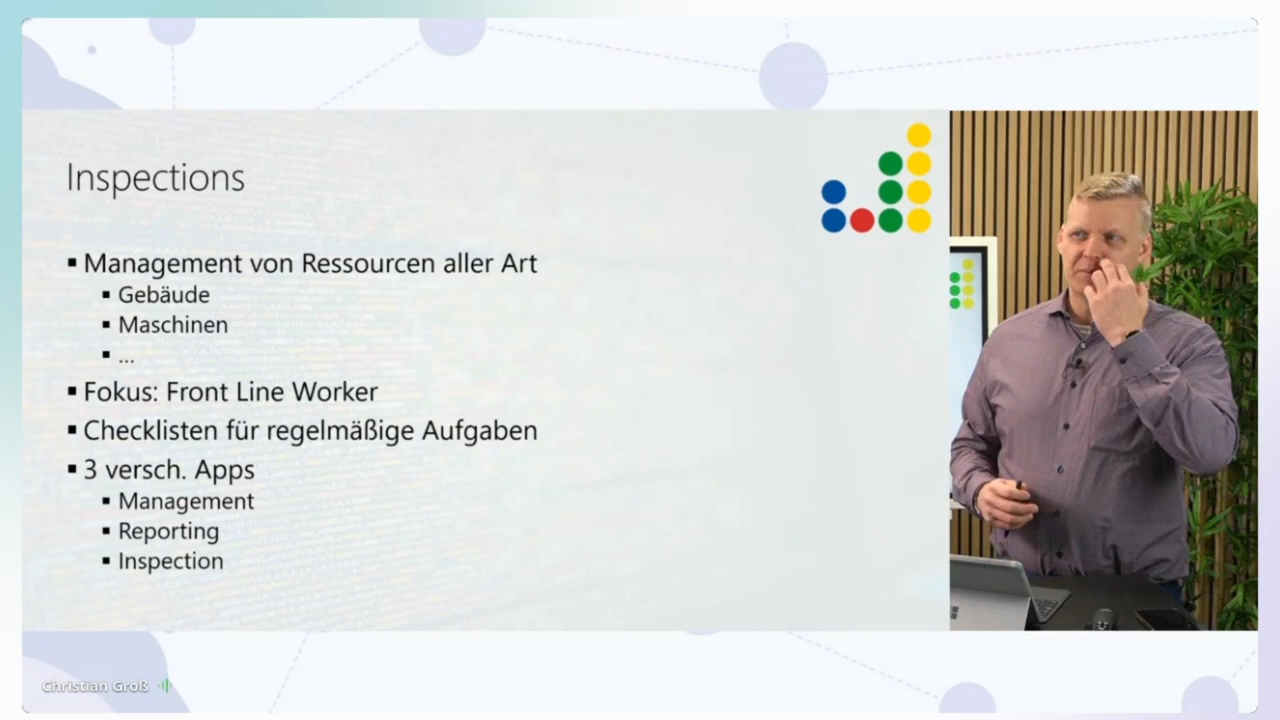 Inspections
▪ Management von Ressourcen aller Art
▪ Gebäude
▪ Maschinen
▪ ...
▪ Fokus: Front Line Worker
▪ Checklisten für regelmäßige Aufgaben
▪ 3 versch. Apps
▪ Management
▪ Reporting
▪ Inspection
Christian Groß